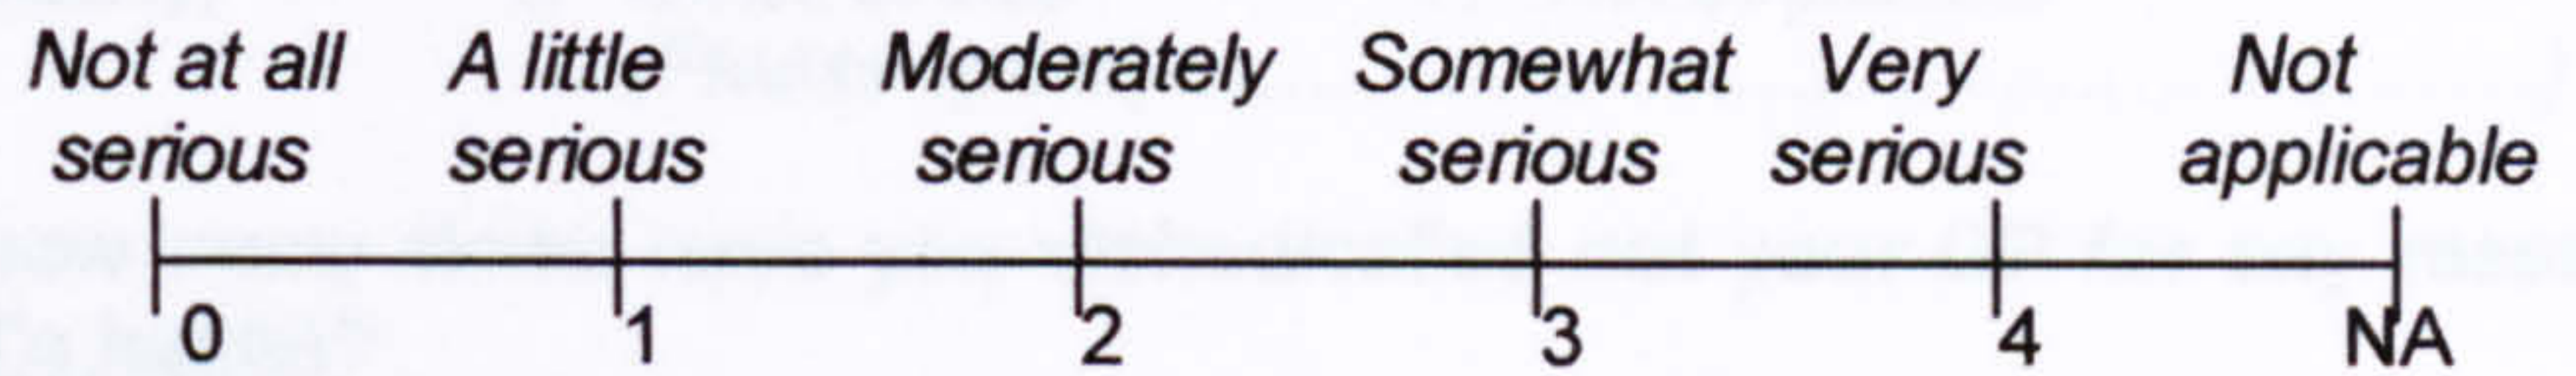 Not at all A little Moderately Somewhat Very Not
serious serious serious serious serious applicable
0 1 2 3 4 NA